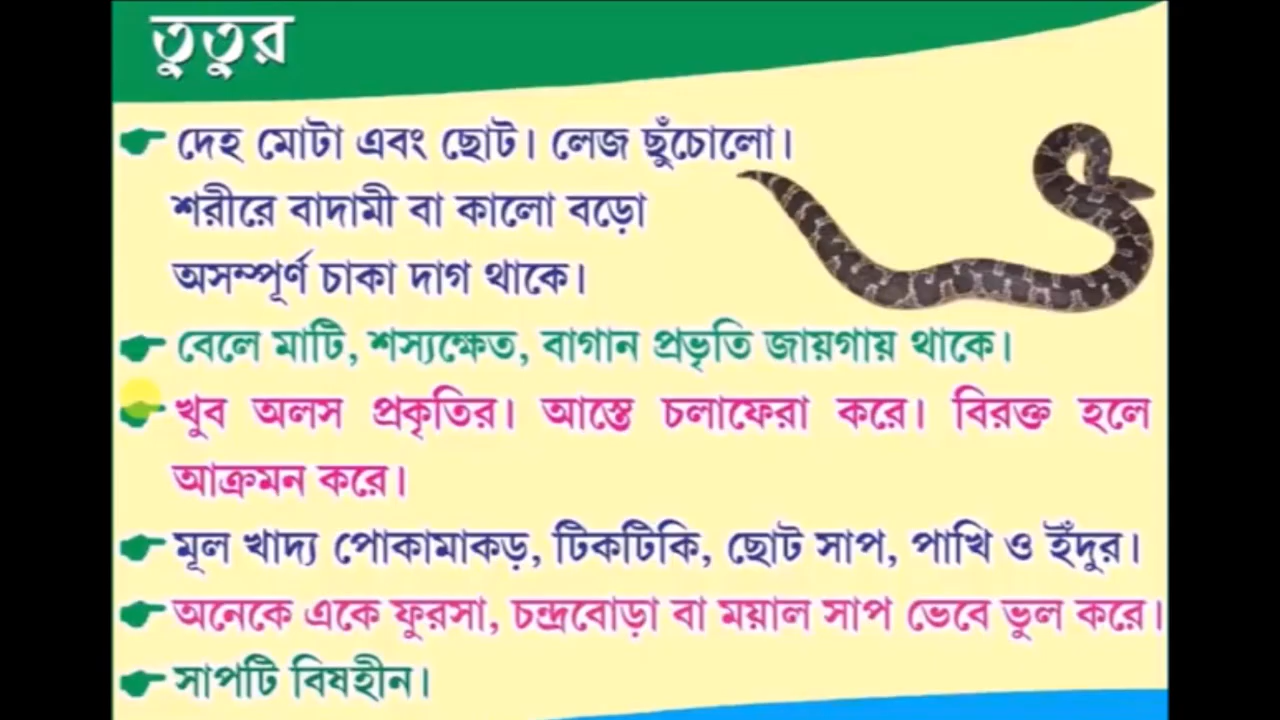 তুতুর
দেহ মোটা এবং ছোট। লেজ ছুঁচোলো।
শরীরে বাদামী বা কালো বড়ো
অসম্পূর্ণ চাকা দাগ থাকে।
বেলে মাটি, শস্যক্ষেত, বাগান প্রভৃতি জায়গায় থাকে।
খুব অলস প্রকৃতির। আস্তে চলাফেরা করে। বিরক্ত হলে
আক্রমন করে।
মূল খাদ্য পোকামাকড়, টিকটিকি, ছোট সাপ, পাখি ও ইঁদুর।
অনেকে একে ফুরসা, চন্দ্রবোড়া বা ময়াল সাপ ভেবে ভুল করে।
সাপটি বিষহীন।